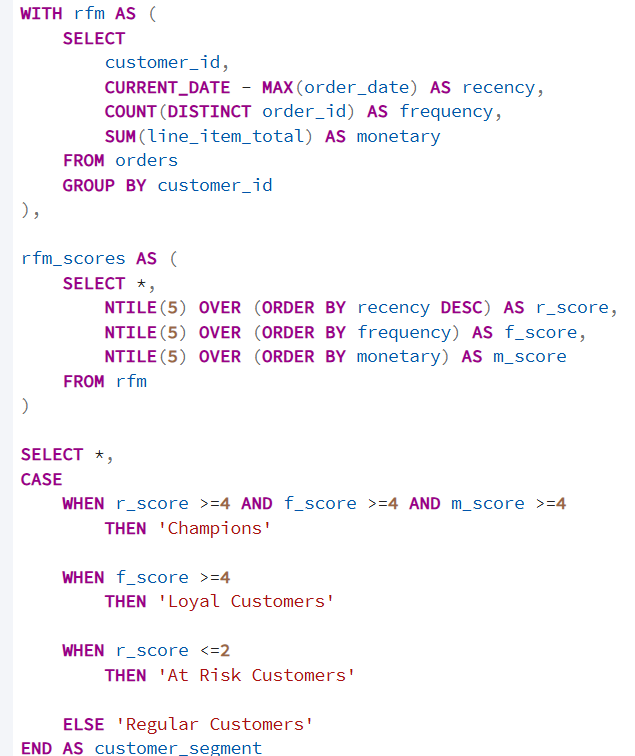 WITH rfm AS (
    SELECT
        customer_id,
        CURRENT_DATE - MAX(order_date) AS recency,
        COUNT(DISTINCT order_id) AS frequency,
        SUM(line_item_total) AS monetary
    FROM orders
    GROUP BY customer_id
),
rfm_scores AS (
    SELECT *,
        NTILE(5) OVER (ORDER BY recency DESC) AS r_score,
        NTILE(5) OVER (ORDER BY frequency) AS f_score,
        NTILE(5) OVER (ORDER BY monetary) AS m_score
    FROM rfm
)
SELECT *,
CASE
    WHEN r_score >=4 AND f_score >=4 AND m_score >=4
        THEN 'Champions'
    WHEN f_score >=4
        THEN 'Loyal Customers'
    WHEN r_score <=2
        THEN 'At Risk Customers'
    ELSE 'Regular Customers'
END AS customer_segment